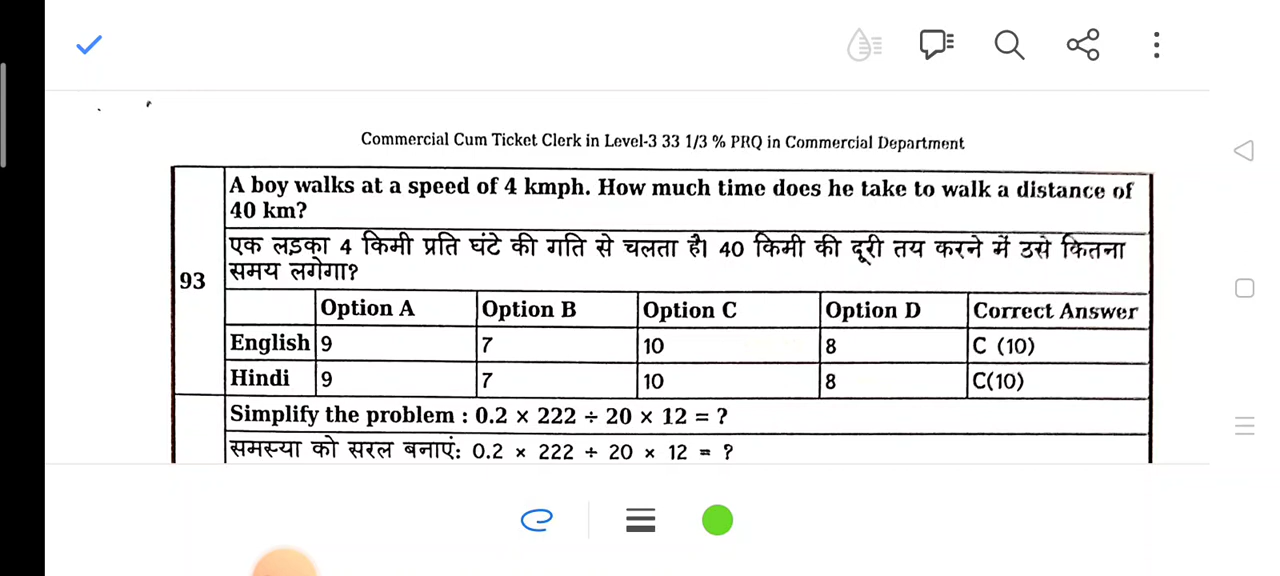 Commercial Cum Ticket Clerk in Level-3 33 1/3 % PRQ in Commercial Department
A boy walks at a speed of 4 kmph. How much time does he take to walk a distance of
40 km?
एक लड़का 4 किमी प्रति घंटे की गति से चलता है। 40 किमी की दूरी तय करने में उसे कितना
समय लगेगा?
93
Option A Option B Option C Option D Correct Answer
English 9 7 10 8 C (10)
Hindi 9 7 10 8 C(10)
Simplify the problem : 0.2 × 222 ÷ 20 × 12 = ?
समस्या को सरल बनाएं: 0.2 × 222 ÷ 20 × 12 = ?